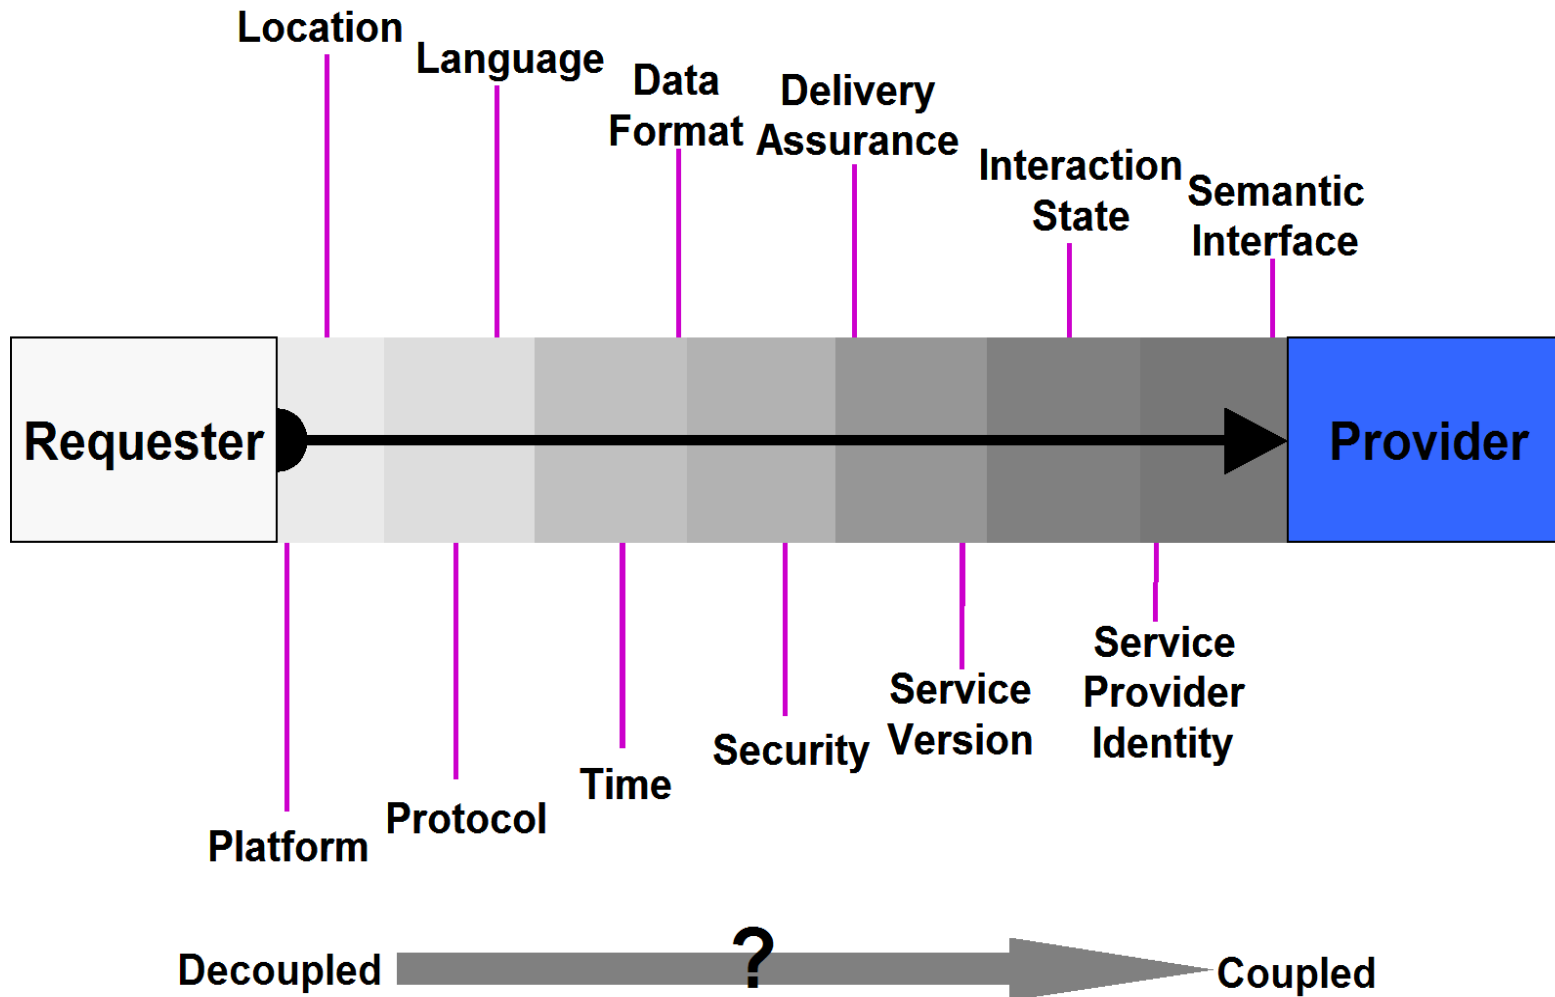 Location
Language
Data
Format
Delivery
Assurance
Interaction
State
Semantic
Interface
Requester
Provider
Platform
Protocol
Time
Security
Service
Version
Service
Provider
Identity
Decoupled
?
Coupled